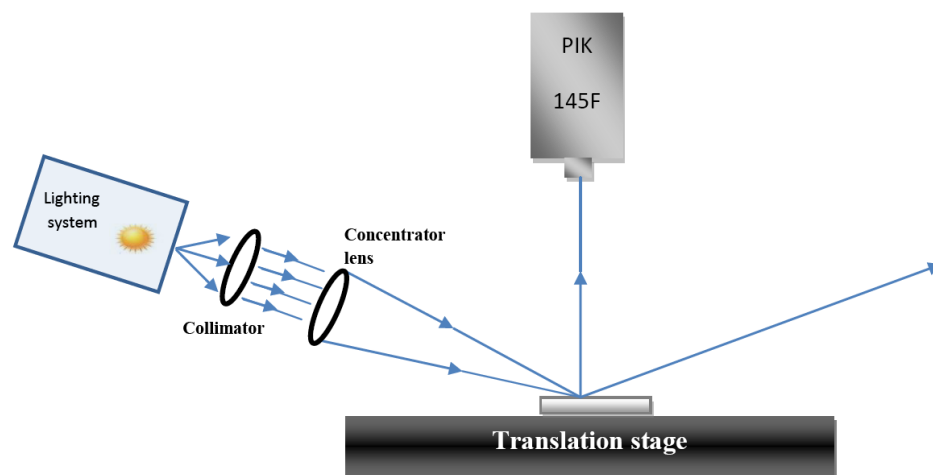 PIK
145F
Lighting
system
Concentrator
lens
Collimator
Translation stage